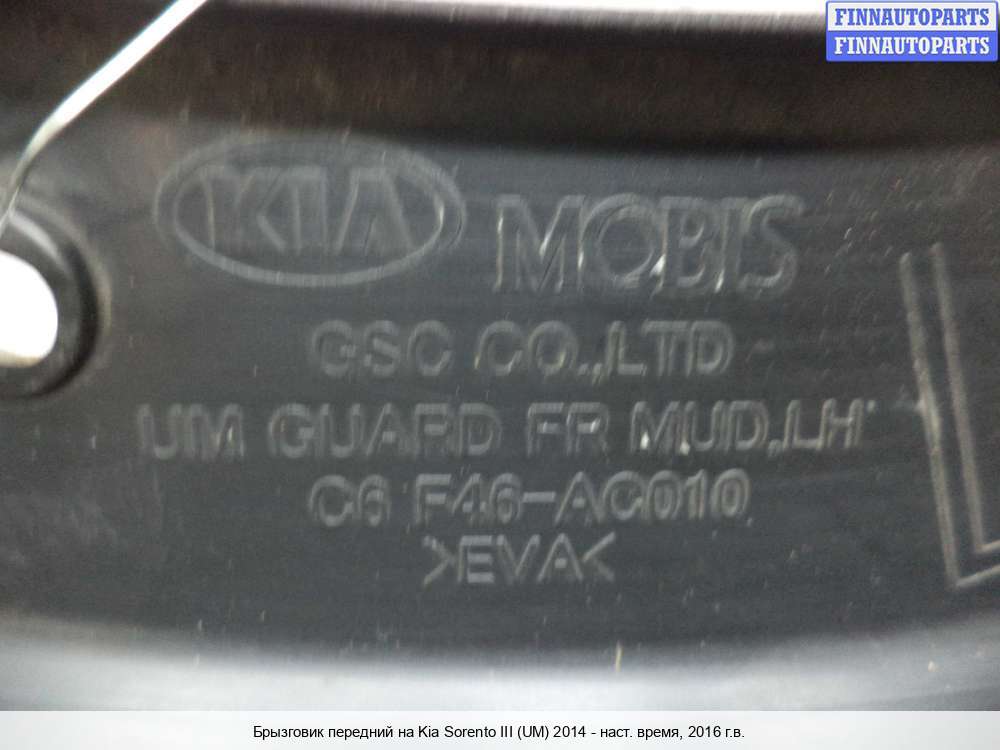 FINNAUTOPARTS
FINNAUTOPARTS
KIA MOBIS
GSC CO.,LTD
UM GUARD FR MUD,LH
C6 F46-AC010
>EVA<
L
Брызговик передний на Kia Sorento III (UM) 2014 - наст. время, 2016 г.в.